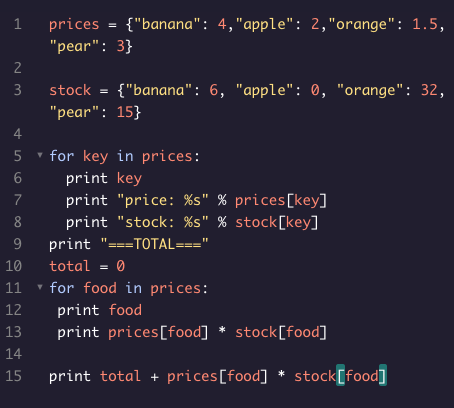 1 prices = {"banana": 4,"apple": 2,"orange": 1.5,
"pear": 3}
2
3 stock = {"banana": 6, "apple": 0, "orange": 32,
"pear": 15}
4
5 for key in prices:
6   print key
7   print "price: %s" % prices[key]
8   print "stock: %s" % stock[key]
9 print "===TOTAL==="
10 total = 0
11 for food in prices:
12  print food
13  print prices[food] * stock[food]
14
15 print total + prices[food] * stock[food]